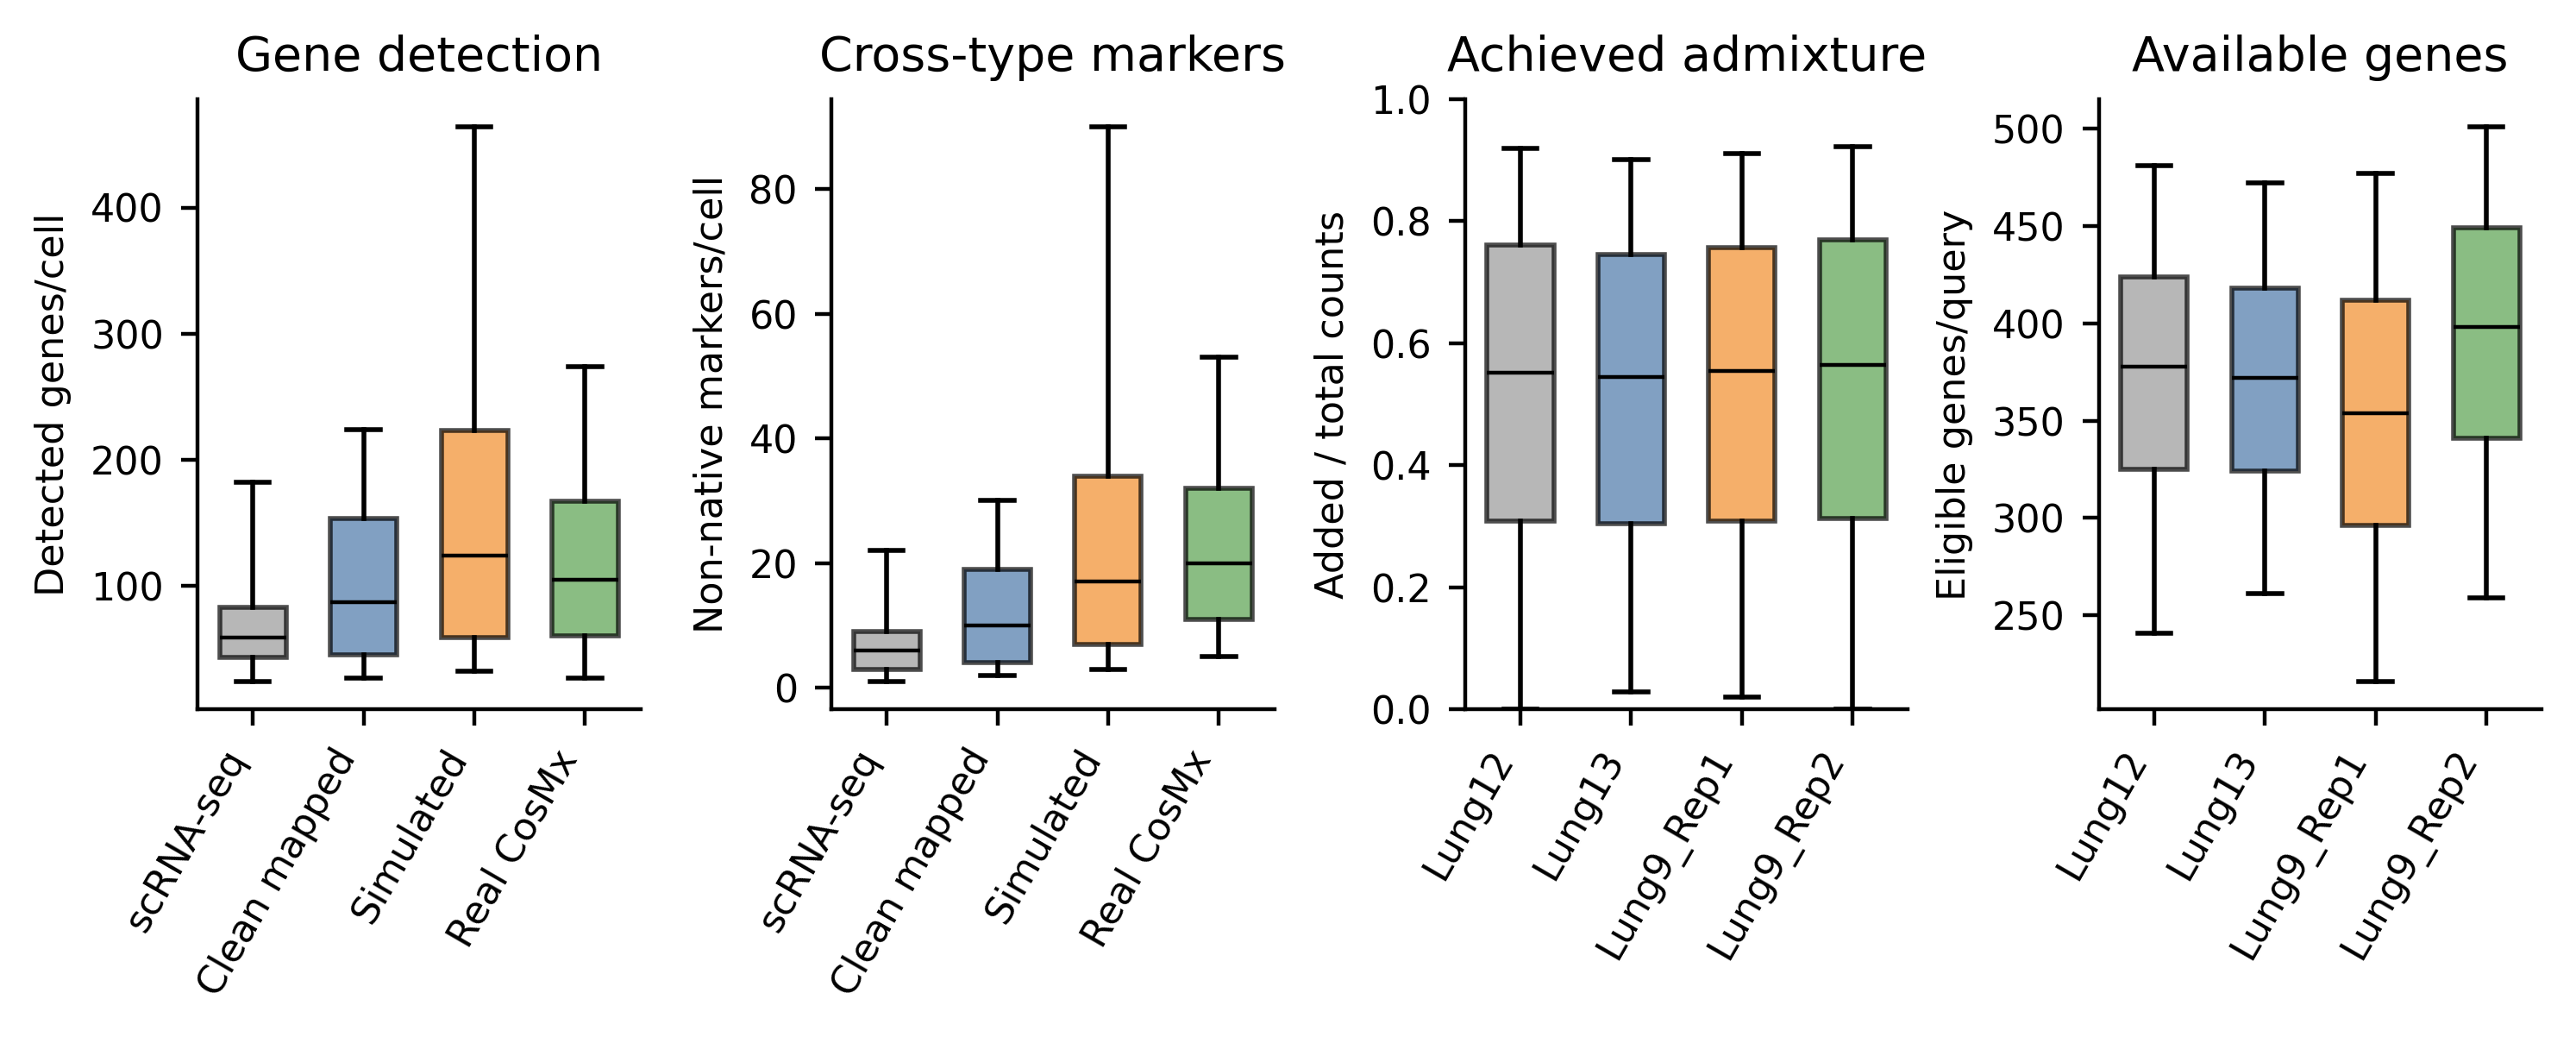 Gene detection
Detected genes/cell
400
300
200
100
scRNA-seq
Clean mapped
Simulated
Real CosMx
Cross-type markers
Non-native markers/cell
80
60
40
20
0
scRNA-seq
Clean mapped
Simulated
Real CosMx
Achieved admixture
Added / total counts
1.0
0.8
0.6
0.4
0.2
0.0
Lung12
Lung13
Lung9_Rep1
Lung9_Rep2
Available genes
Eligible genes/query
500
450
400
350
300
250
Lung12
Lung13
Lung9_Rep1
Lung9_Rep2